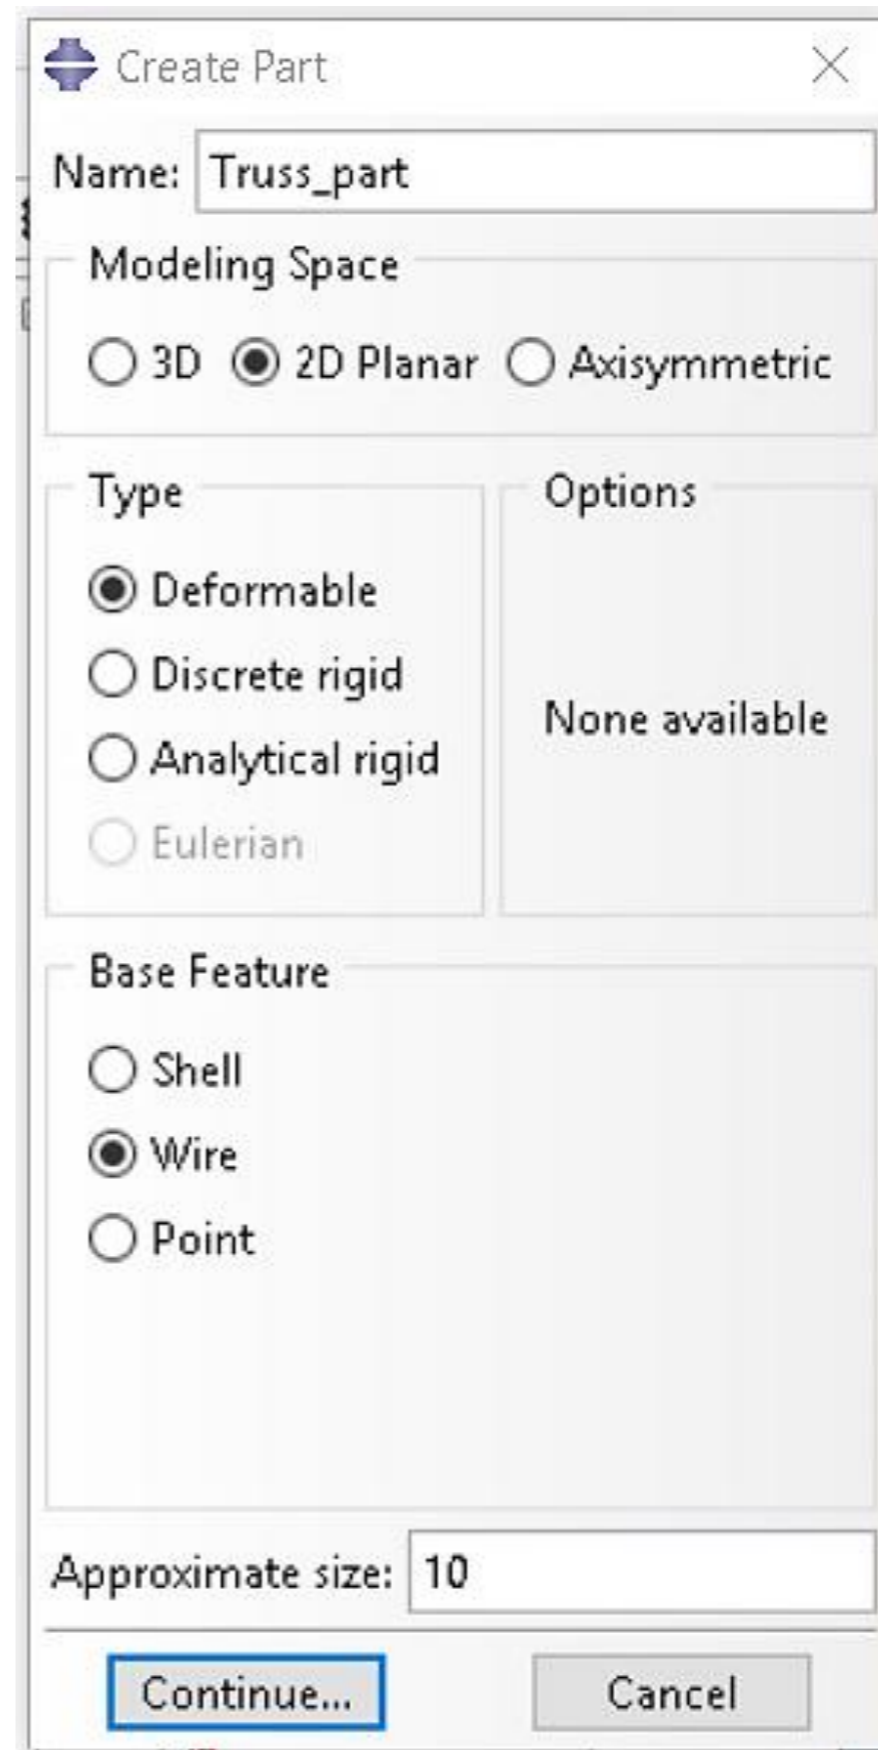 Create Part
Name: Truss_part
Modeling Space
3D 2D Planar Axisymmetric
Type
Deformable
Discrete rigid
Analytical rigid
Eulerian
Options
None available
Base Feature
Shell
Wire
Point
Approximate size: 10
Continue... Cancel